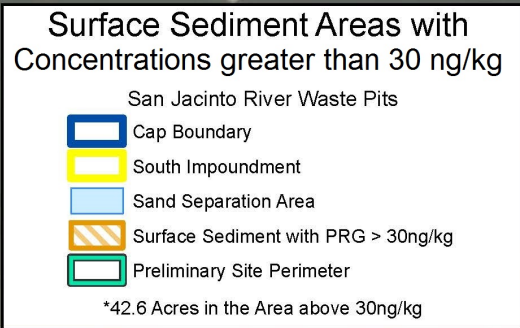 Surface Sediment Areas with
Concentrations greater than 30 ng/kg
San Jacinto River Waste Pits
Cap Boundary
South Impoundment
Sand Separation Area
Surface Sediment with PRG > 30ng/kg
Preliminary Site Perimeter
*42.6 Acres in the Area above 30ng/kg